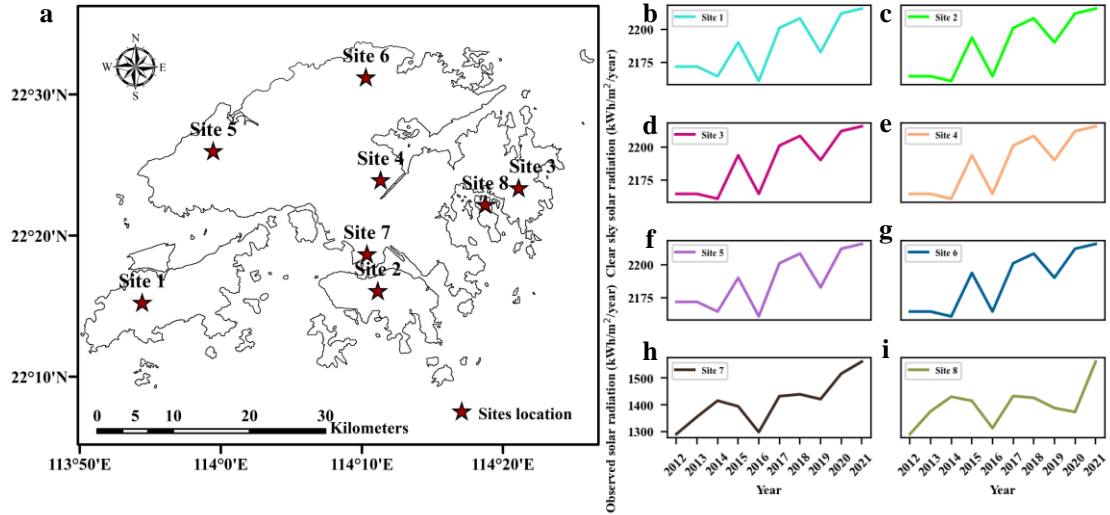 a
N
W
E
S
22°30'N
22°20'N
22°10'N
Site 6
Site 5
Site 4
Site 3
Site 8
Site 7
Site 2
Site 1
0 5 10 20 30
Kilometers
Sites location
113°50'E 114°0'E 114°10'E 114°20'E
Observed solar radiation (kWh/m²/year) Clear sky solar radiation (kWh/m²/year)
b
Site 1
2200
2175
c
Site 2
d
Site 3
2200
2175
e
Site 4
f
Site 5
2200
2175
g
Site 6
h
Site 7
1500
1400
1300
2012 2013 2014 2015 2016 2017 2018 2019 2020 2021
Year
i
Site 8
2012 2013 2014 2015 2016 2017 2018 2019 2020 2021
Year